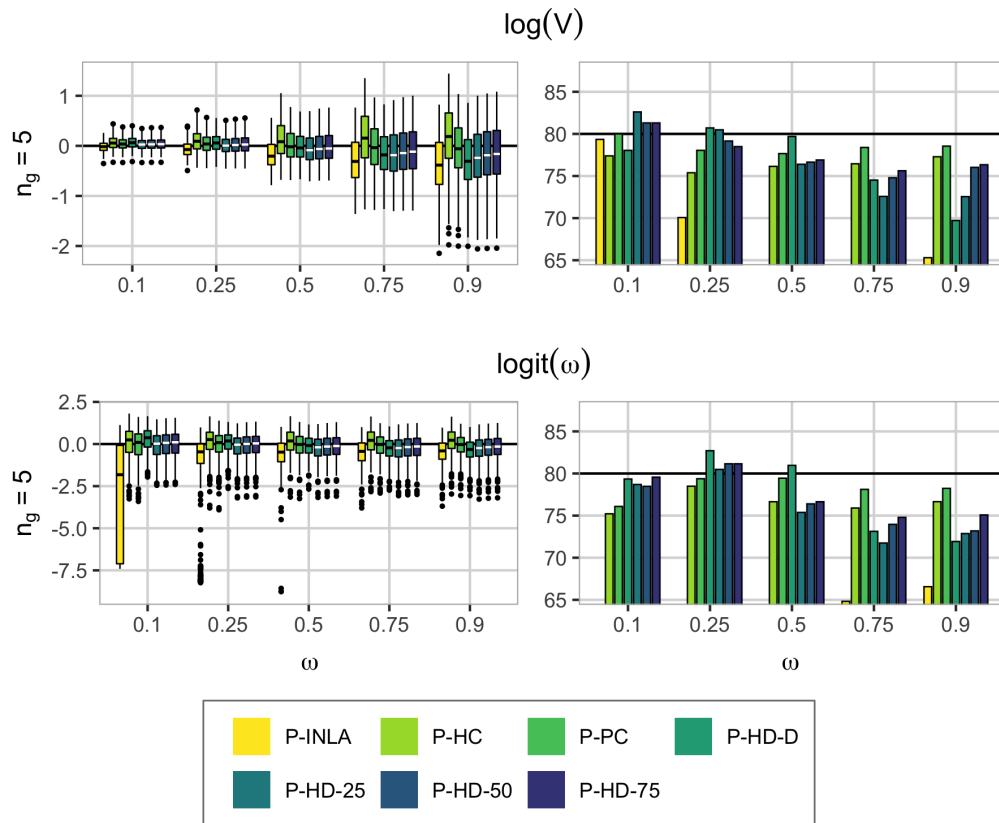 log(V)
n_g = 5
1
0
-1
-2
0.1 0.25 0.5 0.75 0.9
85
80
75
70
65
0.1 0.25 0.5 0.75 0.9
logit(ω)
n_g = 5
2.5
0.0
-2.5
-5.0
-7.5
0.1 0.25 0.5 0.75 0.9
ω
85
80
75
70
65
0.1 0.25 0.5 0.75 0.9
ω
P-INLA P-HC P-PC P-HD-D
P-HD-25 P-HD-50 P-HD-75